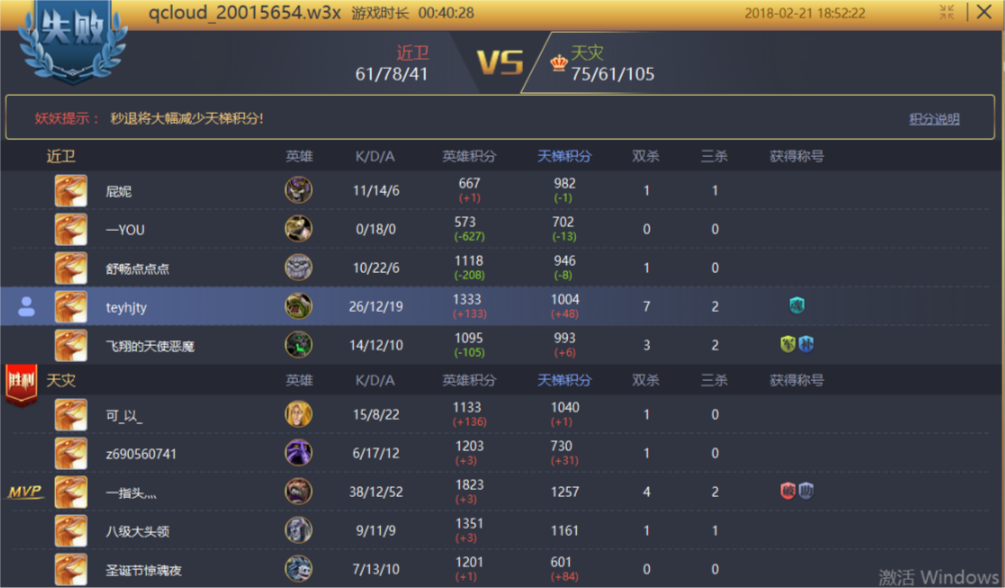 失败
qcloud_20015654.w3x 游戏时长 00:40:28 2018-02-21 18:52:22
近卫 VS 天灾
61/78/41 75/61/105
妖妖提示： 秒退将大幅减少天梯积分! 积分说明
近卫 英雄 K/D/A 英雄积分 天梯积分 双杀 三杀 获得称号
屁妮 11/14/6 667 (+1) 982 (-1) 1 1
一YOU 0/18/0 573 (-627) 702 (-13) 0 0
舒畅点点点 10/22/6 1118 (-208) 946 (-8) 1 0
teyhjty 26/12/19 1333 (+133) 1004 (+48) 7 2
飞翔的天使恶魔 14/12/10 1095 (-105) 993 (+6) 3 2
胜利 天灾 英雄 K/D/A 英雄积分 天梯积分 双杀 三杀 获得称号
可_以_ 15/8/22 1133 (+136) 1040 (+1) 1 0
z690560741 6/17/12 1203 (+3) 730 (+31) 1 0
MVP 一指头灬 38/12/52 1823 (+3) 1257 4 2
八级大头领 9/11/9 1351 (+3) 1161 1 1
圣诞节惊魂夜 7/13/10 1201 (+1) 601 (+84) 0 0
激活 Windows